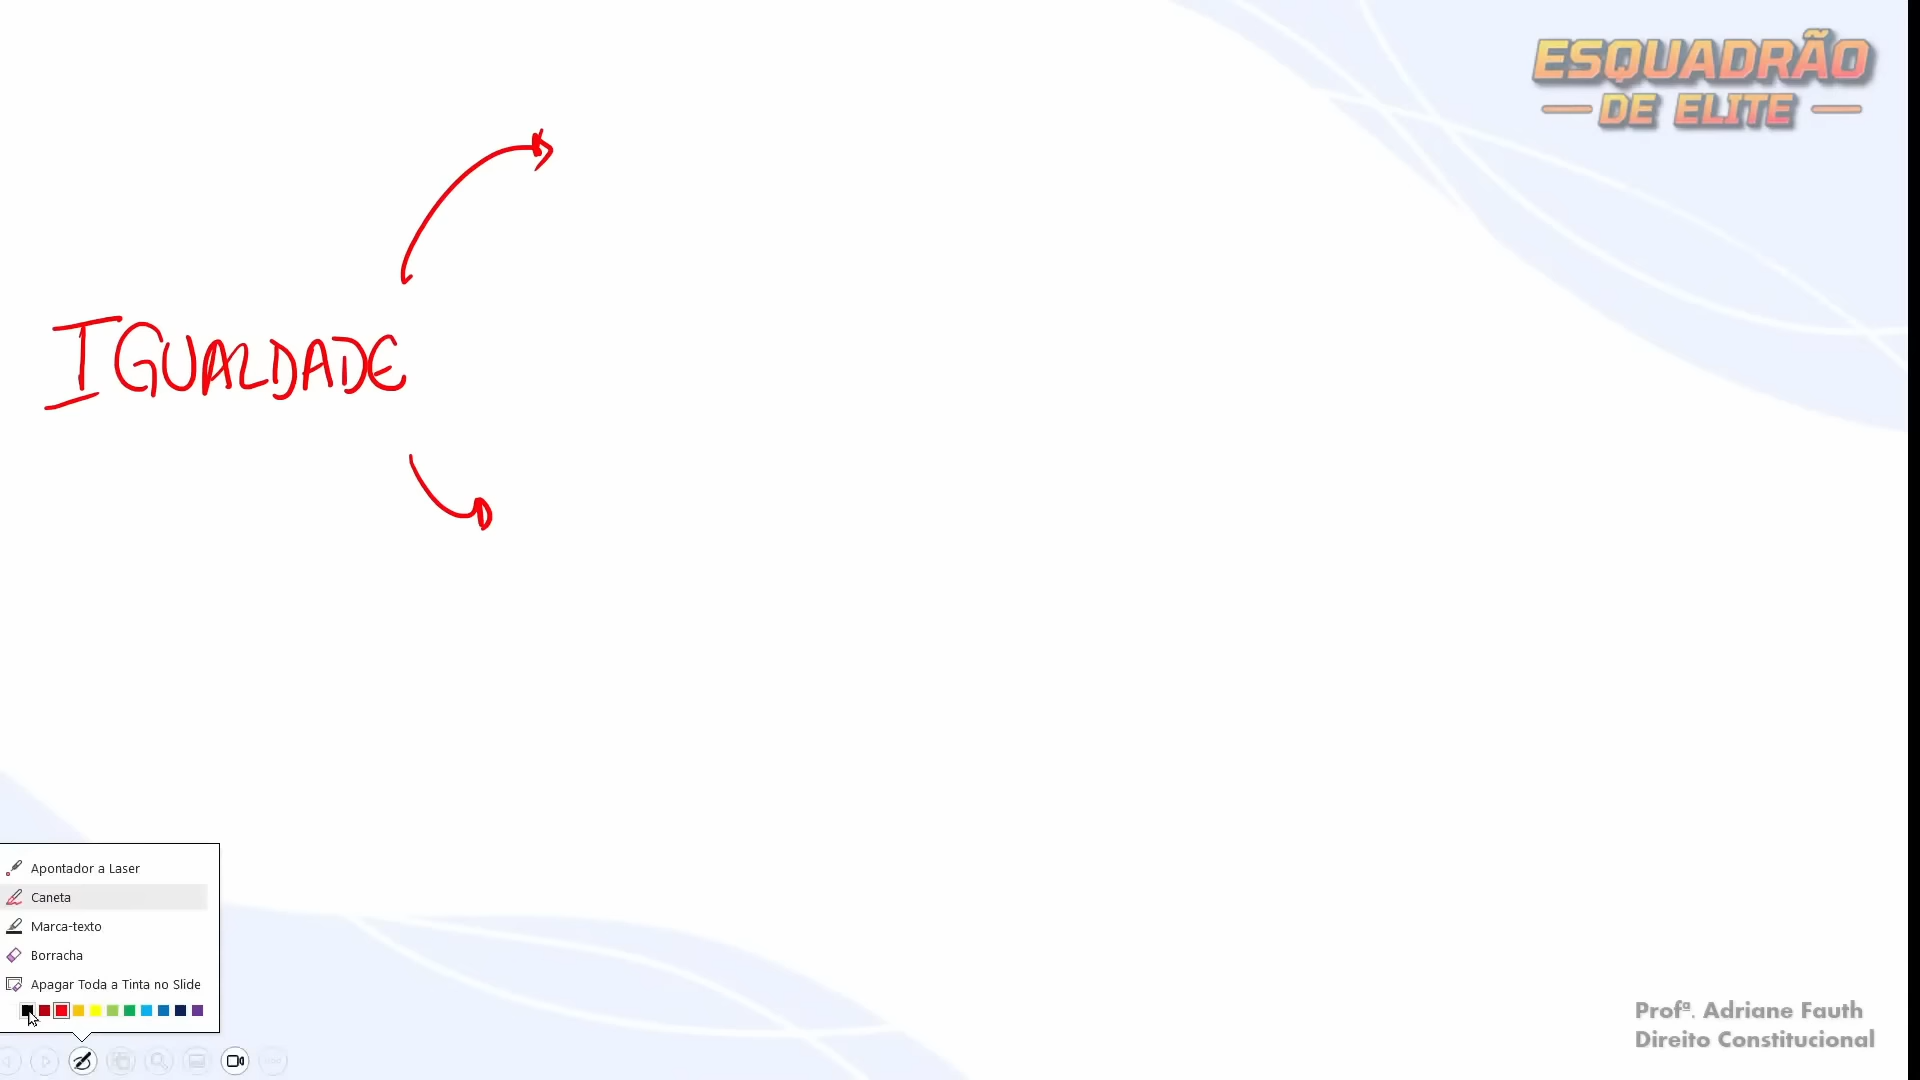 ESQUADRÃO
DE ELITE
IGUALDADE
Apontador a Laser
Caneta
Marca-texto
Borracha
Apagar Toda a Tinta no Slide
Profª. Adriane Fauth
Direito Constitucional